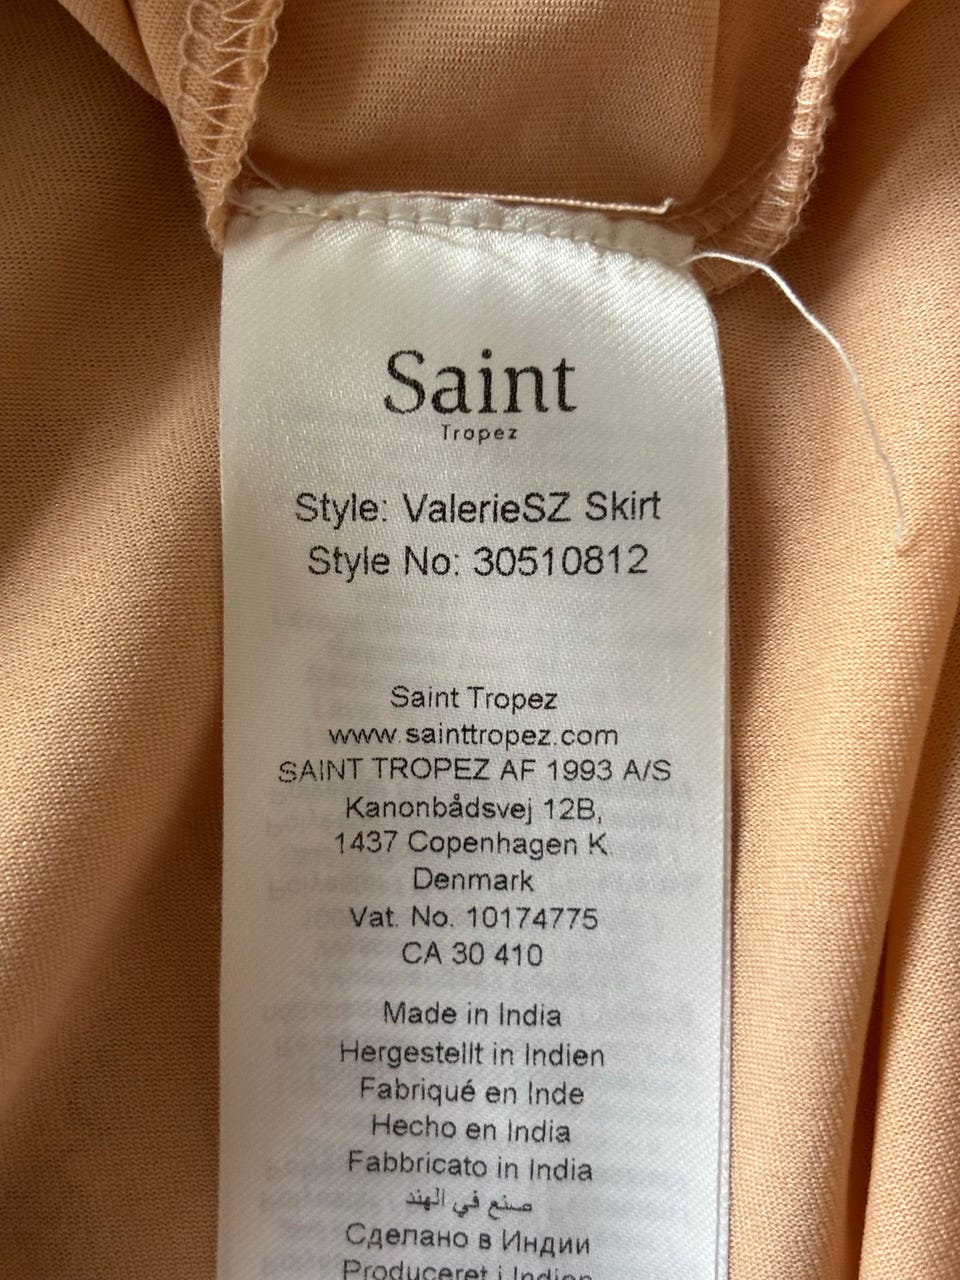 Saint
Tropez
Style: ValerieSZ Skirt
Style No: 30510812
Saint Tropez
www.sainttropez.com
SAINT TROPEZ AF 1993 A/S
Kanonbådsvej 12B,
1437 Copenhagen K.
Denmark
Vat. No. 10174775
CA 30 410
Made in India
Hergestellt in Indien
Fabriqué en Inde
Hecho en India
Fabbricato in India
صنع في الهند
Сделано в Индии
Produceret i Indien